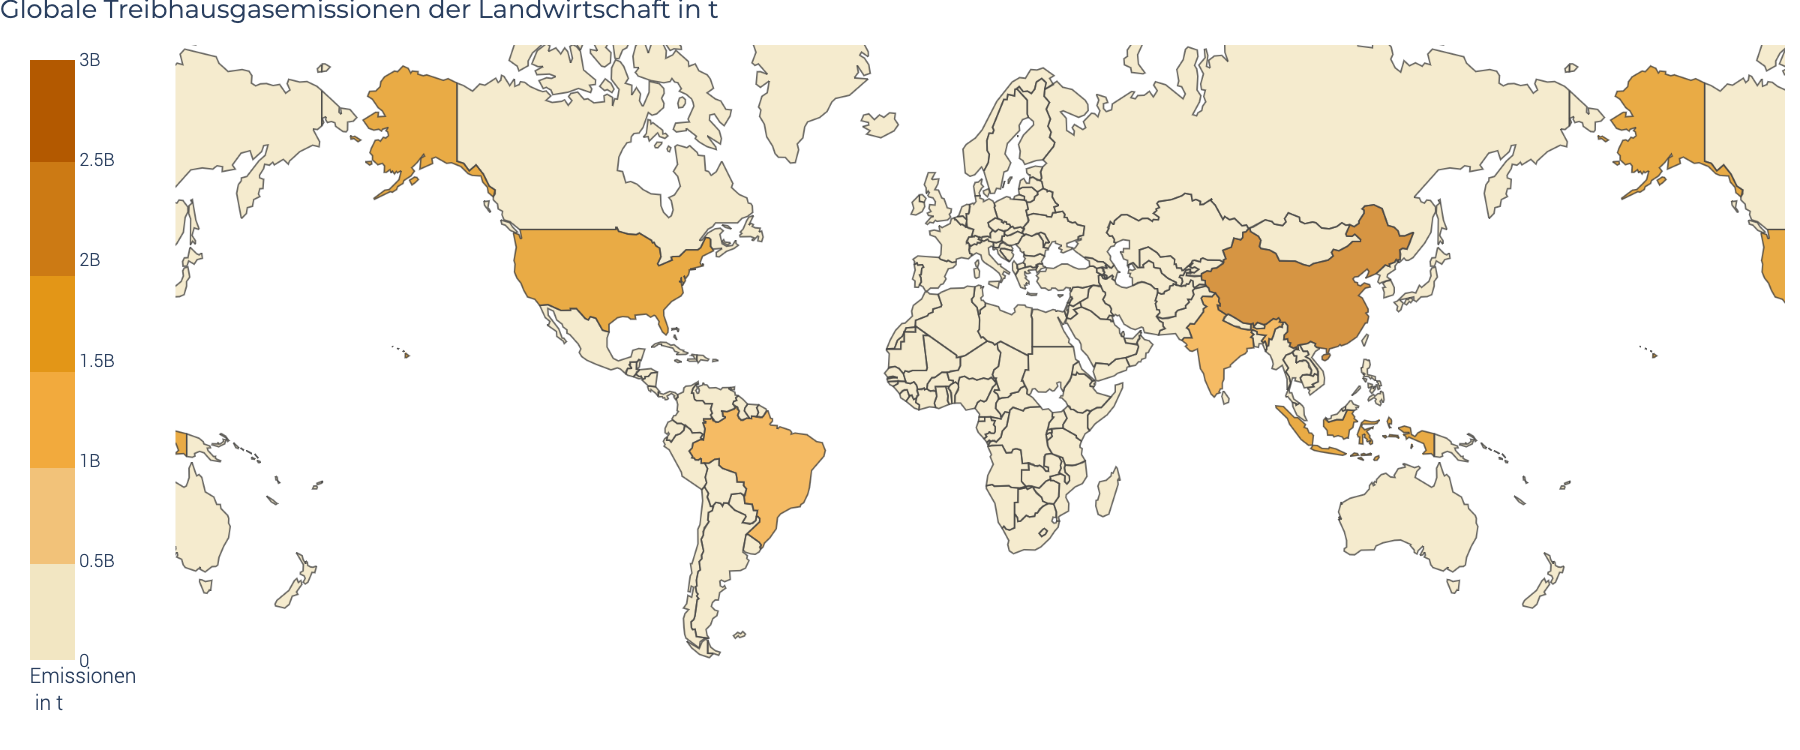 Globale Treibhausgasemissionen der Landwirtschaft in t
3B
2.5B
2B
1.5B
1B
0.5B
0
Emissionen
in t